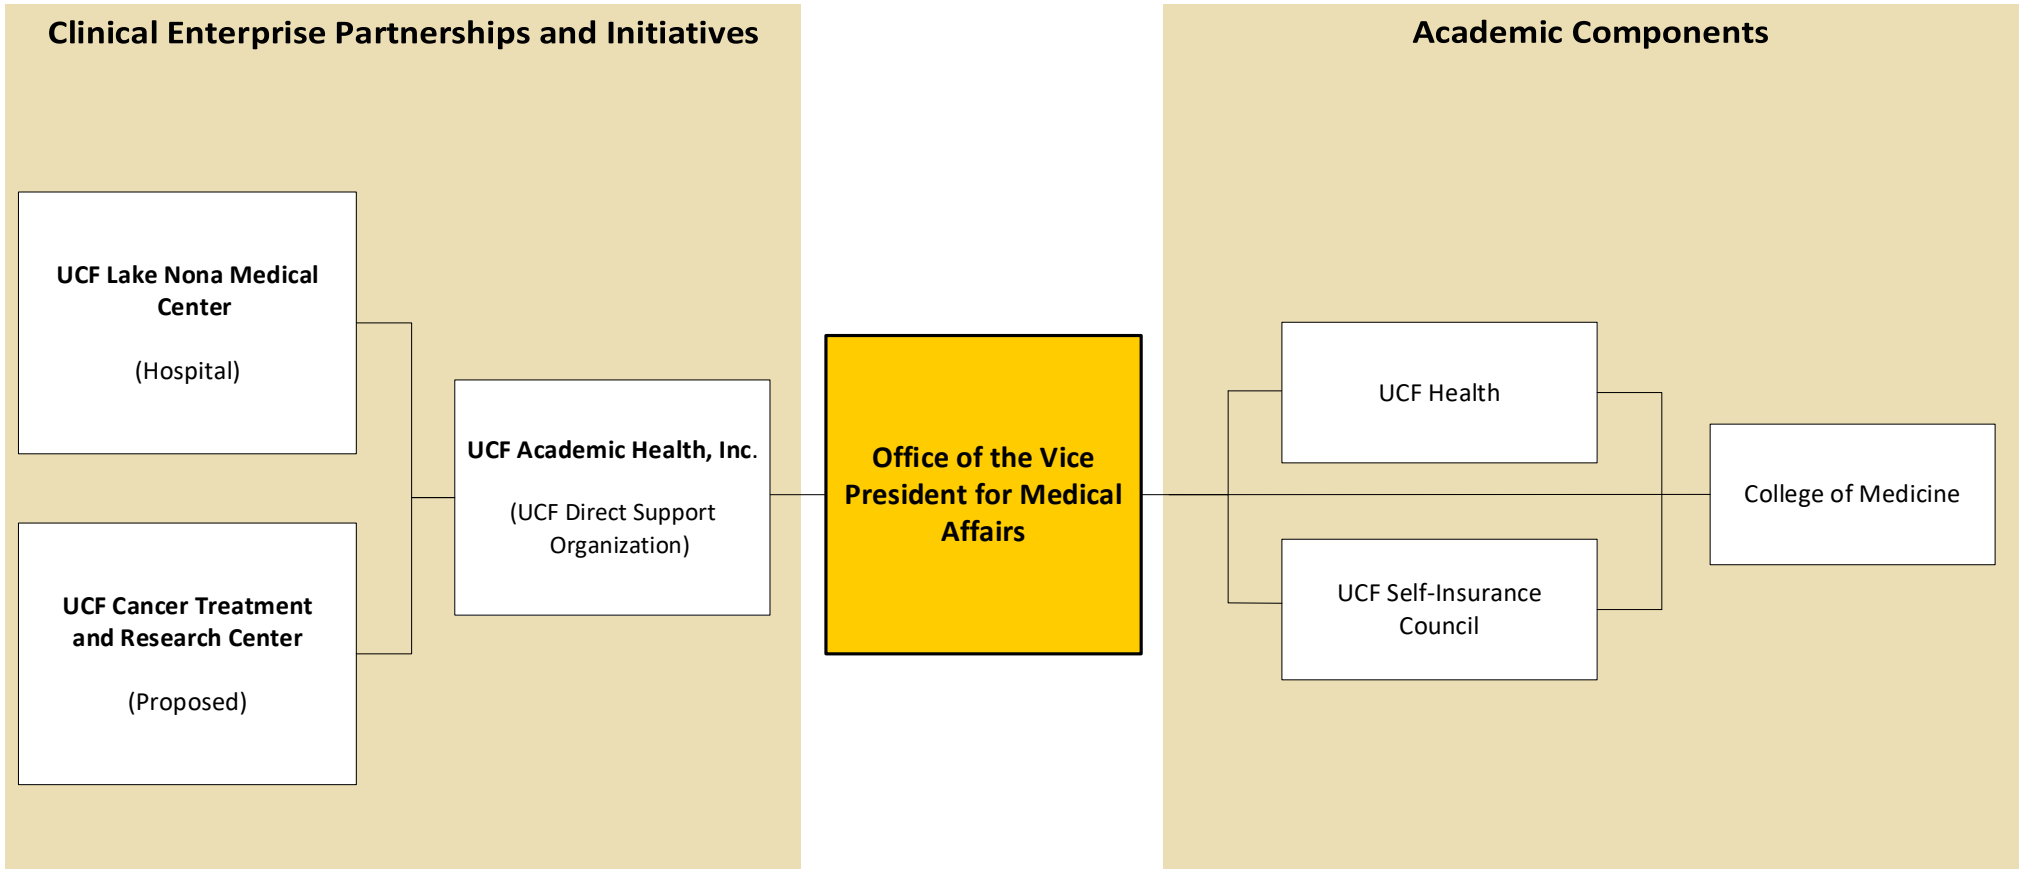 Clinical Enterprise Partnerships and Initiatives
UCF Lake Nona Medical
Center
(Hospital)
UCF Cancer Treatment
and Research Center
(Proposed)
UCF Academic Health, Inc.
(UCF Direct Support
Organization)
Office of the Vice
President for Medical
Affairs
Academic Components
UCF Health
UCF Self-Insurance
Council
College of Medicine